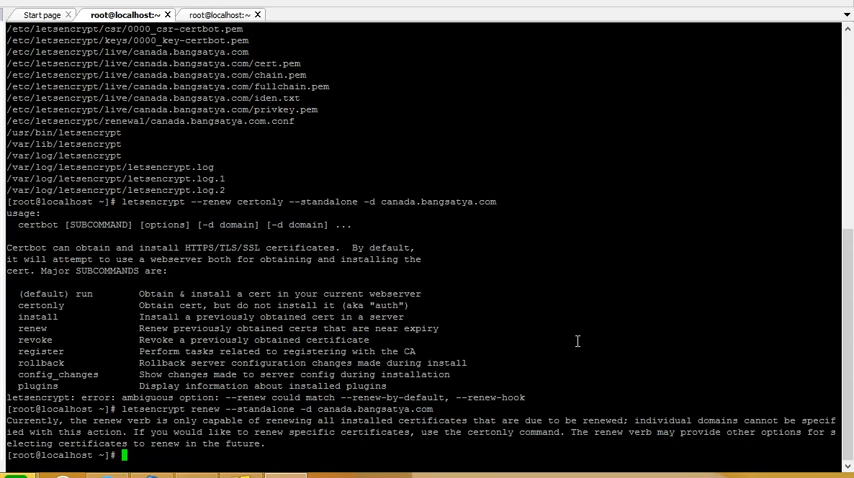 Start page
root@localhost:~
root@localhost:~
/etc/letsencrypt/csr/0000_csr-certbot.pem
/etc/letsencrypt/keys/0000_key-certbot.pem
/etc/letsencrypt/live/canada.bangsatya.com
/etc/letsencrypt/live/canada.bangsatya.com/cert.pem
/etc/letsencrypt/live/canada.bangsatya.com/chain.pem
/etc/letsencrypt/live/canada.bangsatya.com/fullchain.pem
/etc/letsencrypt/live/canada.bangsatya.com/iden.txt
/etc/letsencrypt/live/canada.bangsatya.com/privkey.pem
/etc/letsencrypt/renewal/canada.bangsatya.com.conf
/usr/bin/letsencrypt
/var/lib/letsencrypt
/var/log/letsencrypt
/var/log/letsencrypt/letsencrypt.log
/var/log/letsencrypt/letsencrypt.log.1
/var/log/letsencrypt/letsencrypt.log.2
[root@localhost ~]# letsencrypt --renew certonly --standalone -d canada.bangsatya.com
usage:
  certbot [SUBCOMMAND] [options] [-d domain] [-d domain] ...
Certbot can obtain and install HTTPS/TLS/SSL certificates.  By default,
it will attempt to use a webserver both for obtaining and installing the
cert. Major SUBCOMMANDS are:
  (default) run        Obtain & install a cert in your current webserver
  certonly             Obtain cert, but do not install it (aka "auth")
  install              Install a previously obtained cert in a server
  renew                Renew previously obtained certs that are near expiry
  revoke               Revoke a previously obtained certificate
  register             Perform tasks related to registering with the CA
  rollback             Rollback server configuration changes made during install
  config_changes       Show changes made to server config during installation
  plugins              Display information about installed plugins
letsencrypt: error: ambiguous option: --renew could match --renew-by-default, --renew-hook
[root@localhost ~]# letsencrypt renew --standalone -d canada.bangsatya.com
Currently, the renew verb is only capable of renewing all installed certificates that are due to be renewed; individual domains cannot be specif
ied with this action. If you would like to renew specific certificates, use the certonly command. The renew verb may provide other options for s
electing certificates to renew in the future.
[root@localhost ~]#